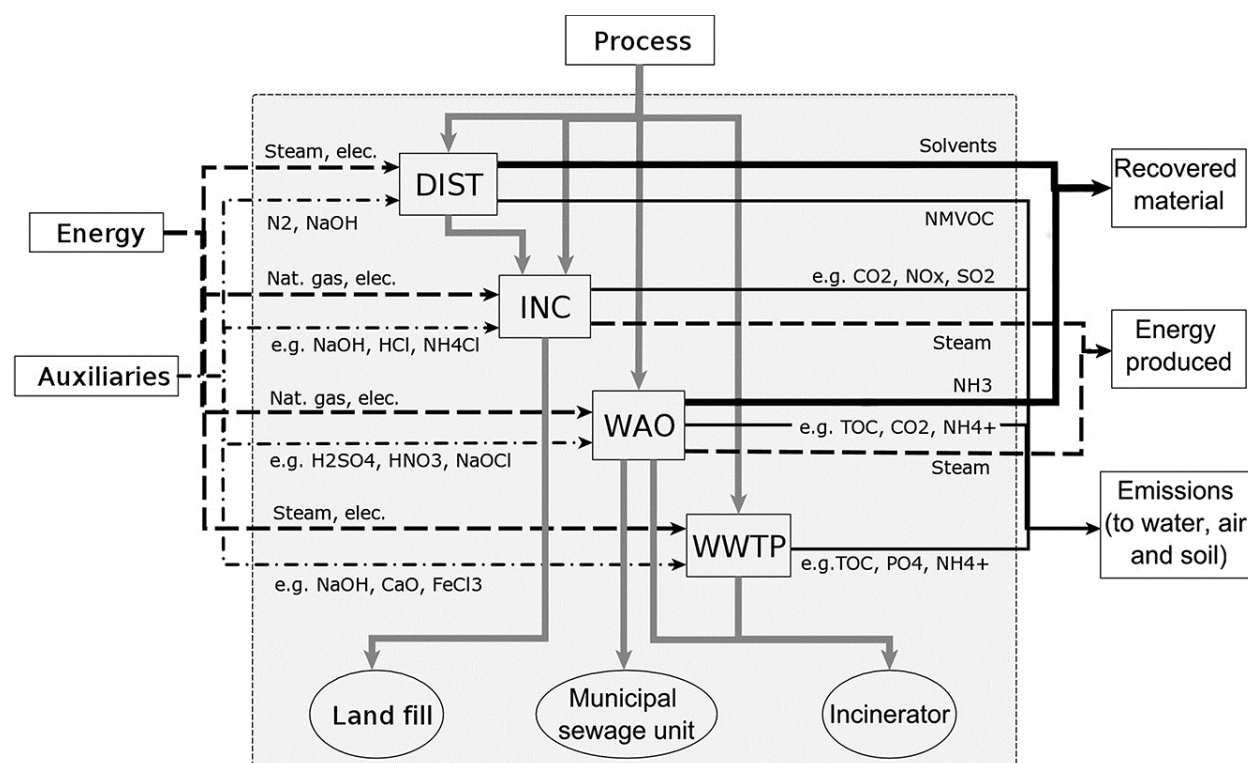 Process
Steam, elec.
Solvents
DIST
Recovered
material
N2, NaOH
NMVOC
Energy
Nat. gas, elec.
e.g. CO2, NOx, SO2
INC
e.g. NaOH, HCl, NH4Cl
Steam
Energy
produced
Auxiliaries
Nat. gas, elec.
NH3
WAO
e.g. TOC, CO2, NH4+
e.g. H2SO4, HNO3, NaOCl
Steam
Emissions
(to water, air
and soil)
Steam, elec.
WWTP
e.g.TOC, PO4, NH4+
e.g. NaOH, CaO, FeCl3
Land fill
Municipal
sewage unit
Incinerator